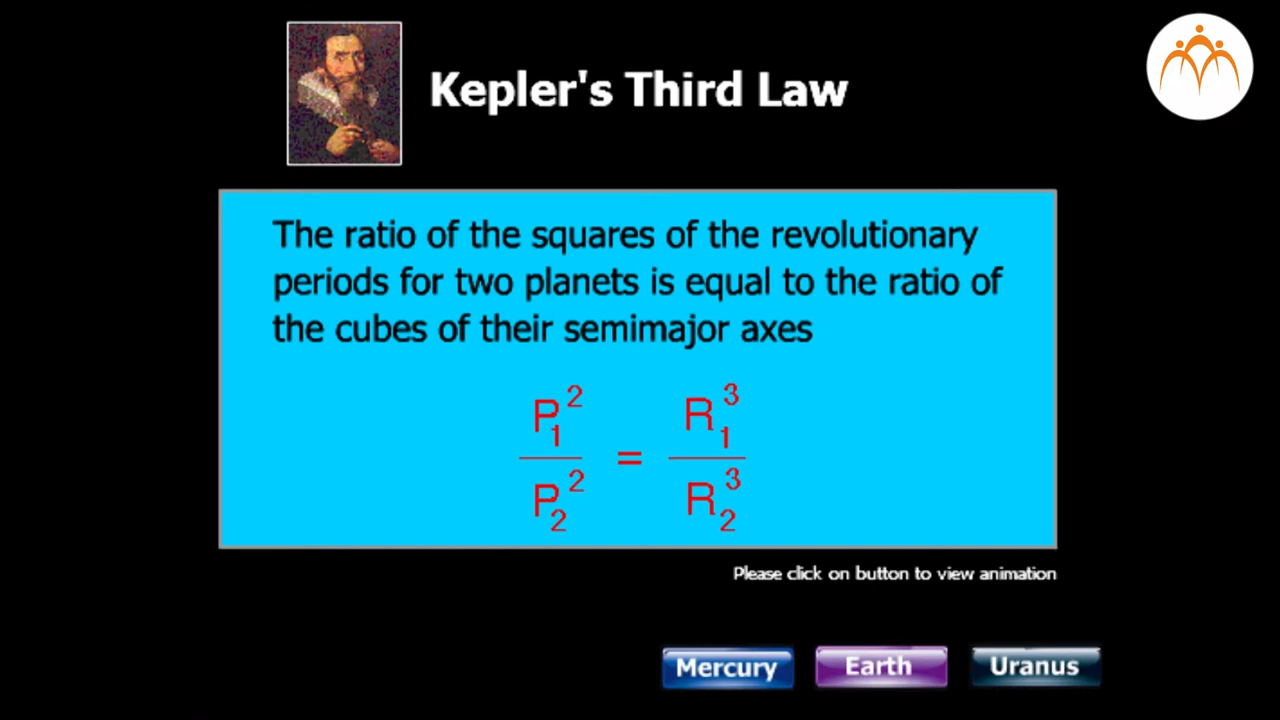 Kepler's Third Law
The ratio of the squares of the revolutionary
periods for two planets is equal to the ratio of
the cubes of their semimajor axes
P₁² / P₂² = R₁³ / R₂³
Please click on button to view animation
Mercury Earth Uranus